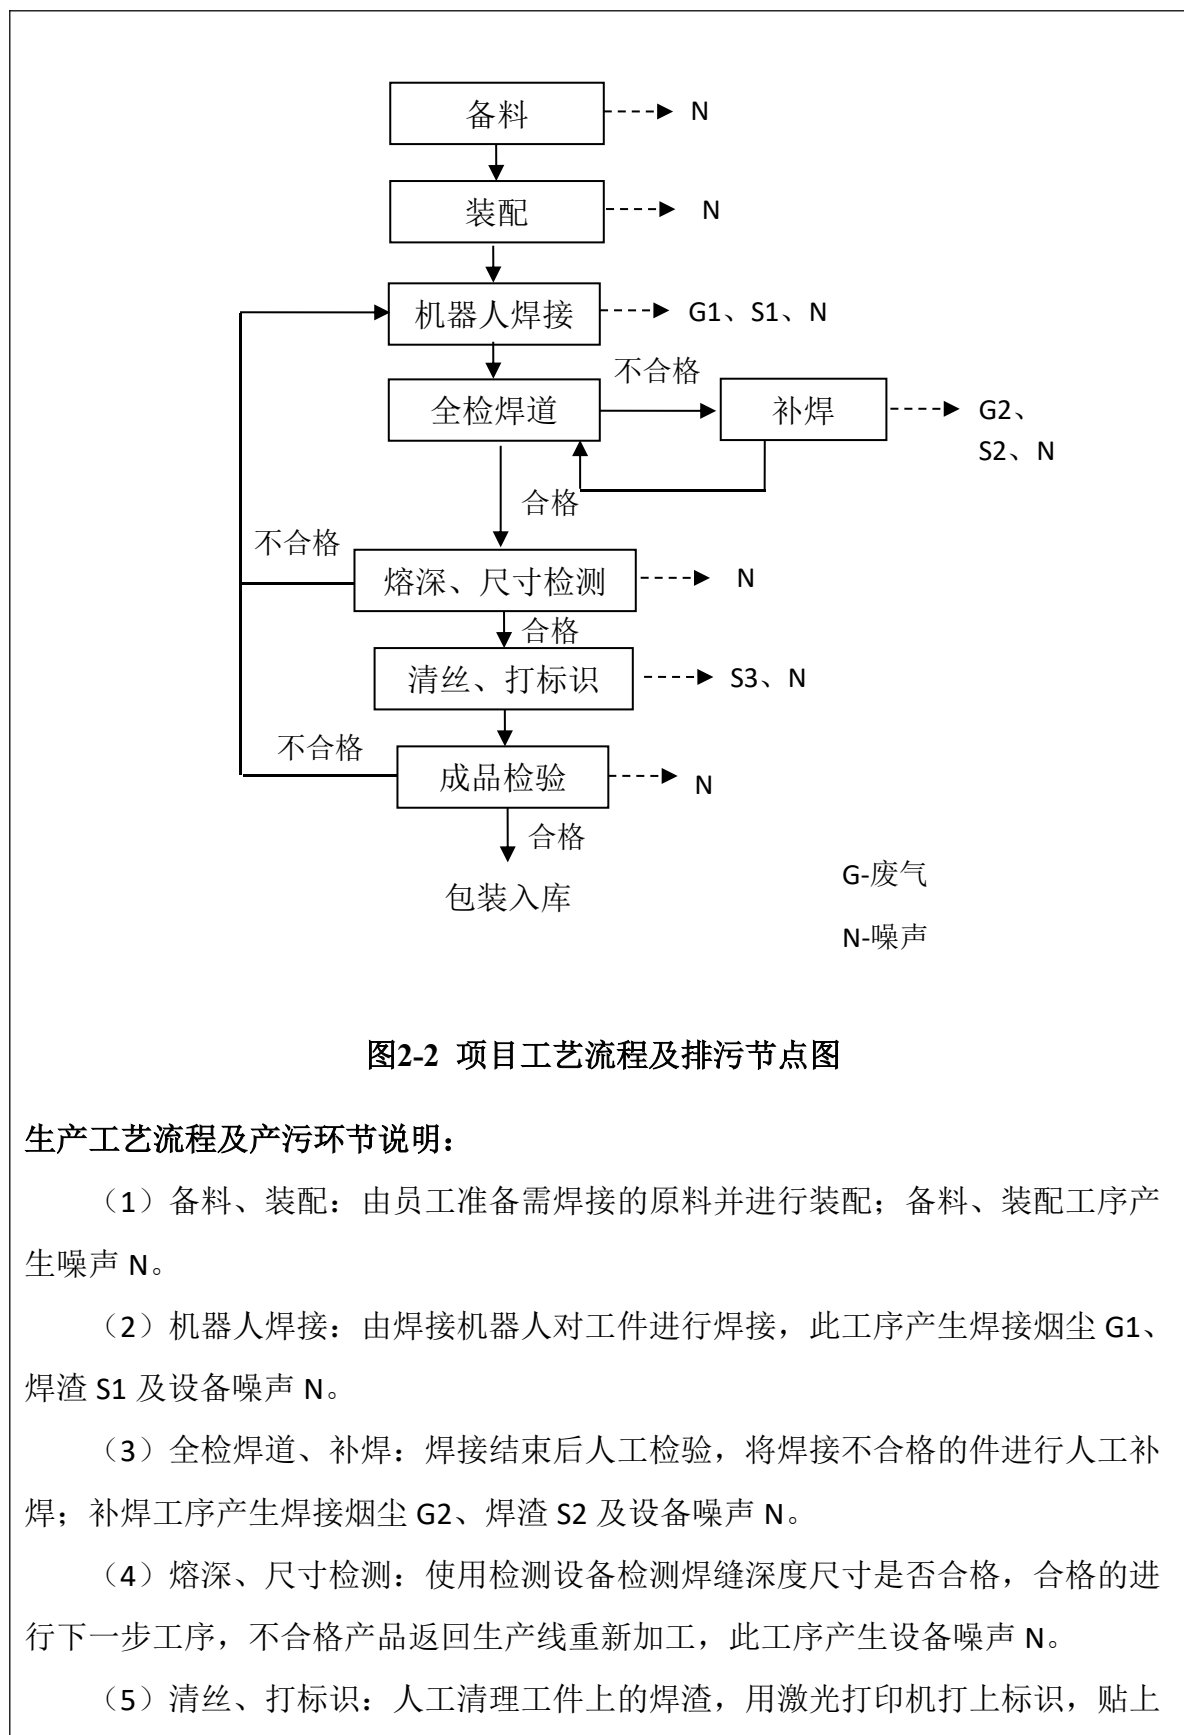 备料
N
装配
N
机器人焊接
G1、S1、N
不合格
全检焊道
补焊
G2、
S2、N
合格
不合格
熔深、尺寸检测
N
合格
清丝、打标识
S3、N
不合格
成品检验
N
合格
包装入库
G-废气
N-噪声
图2-2 项目工艺流程及排污节点图
生产工艺流程及产污环节说明：
（1）备料、装配：由员工准备需焊接的原料并进行装配；备料、装配工序产
生噪声 N。
（2）机器人焊接：由焊接机器人对工件进行焊接，此工序产生焊接烟尘 G1、
焊渣 S1 及设备噪声 N。
（3）全检焊道、补焊：焊接结束后人工检验，将焊接不合格的件进行人工补
焊；补焊工序产生焊接烟尘 G2、焊渣 S2 及设备噪声 N。
（4）熔深、尺寸检测：使用检测设备检测焊缝深度尺寸是否合格，合格的进
行下一步工序，不合格产品返回生产线重新加工，此工序产生设备噪声 N。
（5）清丝、打标识：人工清理工件上的焊渣，用激光打印机打上标识，贴上